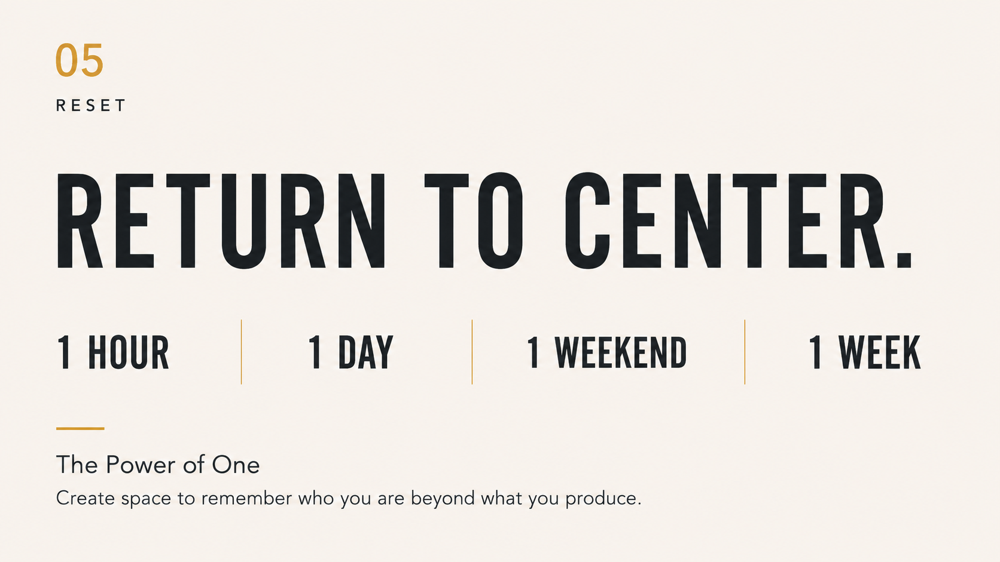 05
RESET
RETURN TO CENTER.
1 HOUR 1 DAY 1 WEEKEND 1 WEEK
The Power of One
Create space to remember who you are beyond what you produce.